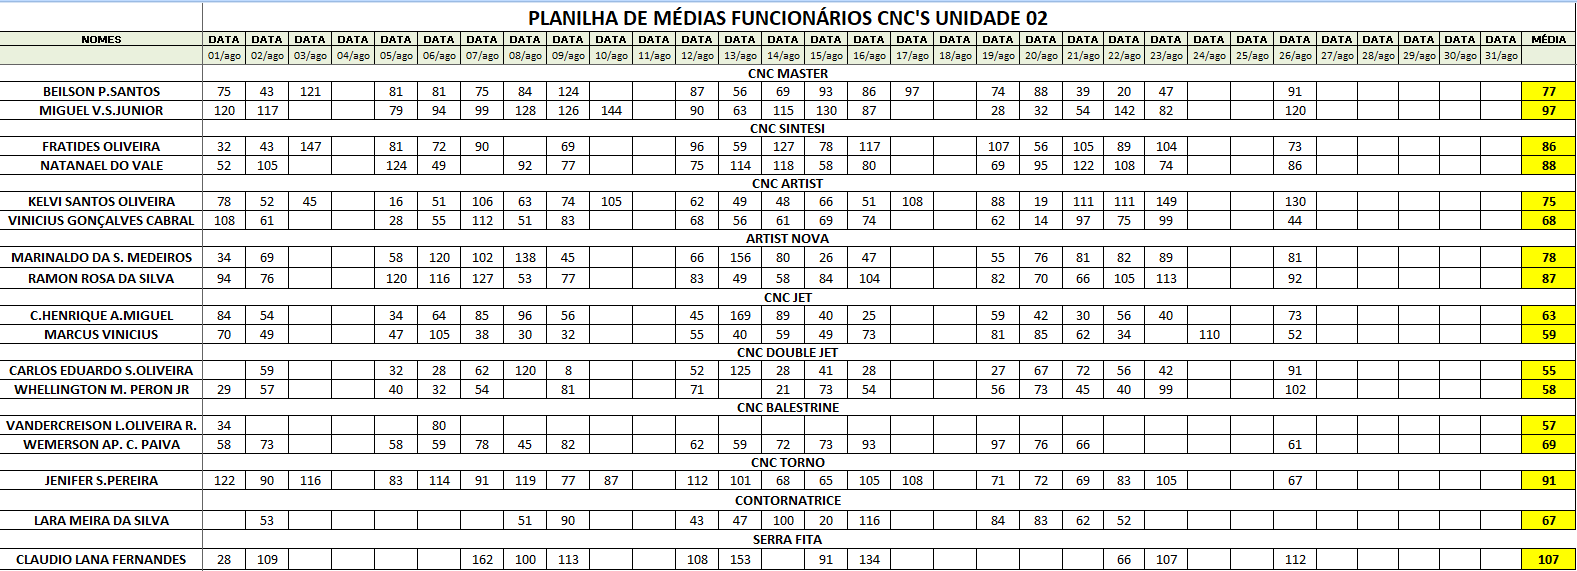 PLANILHA DE MÉDIAS FUNCIONÁRIOS CNC'S UNIDADE 02
NOMES DATA DATA DATA DATA DATA DATA DATA DATA DATA DATA DATA DATA DATA DATA DATA DATA DATA DATA DATA DATA DATA DATA DATA DATA DATA DATA DATA DATA DATA DATA DATA MÉDIA
01/ago 02/ago 03/ago 04/ago 05/ago 06/ago 07/ago 08/ago 09/ago 10/ago 11/ago 12/ago 13/ago 14/ago 15/ago 16/ago 17/ago 18/ago 19/ago 20/ago 21/ago 22/ago 23/ago 24/ago 25/ago 26/ago 27/ago 28/ago 29/ago 30/ago 31/ago
CNC MASTER
BEILSON P.SANTOS 75 43 121 81 81 75 84 124 87 56 69 93 86 97 74 88 39 20 47 91 77
MIGUEL V.S.JUNIOR 120 117 79 94 99 128 126 144 90 63 115 130 87 28 32 54 142 82 120 97
CNC SINTESI
FRATIDES OLIVEIRA 32 43 147 81 72 90 69 96 59 127 78 117 107 56 105 89 104 73 86
NATANAEL DO VALE 52 105 124 49 92 77 75 114 118 58 80 69 95 122 108 74 86 88
CNC ARTIST
KELVI SANTOS OLIVEIRA 78 52 45 16 51 106 63 74 105 62 49 48 66 51 108 88 19 111 111 149 130 75
VINICIUS GONÇALVES CABRAL 108 61 28 55 112 51 83 68 56 61 69 74 62 14 97 75 99 44 68
ARTIST NOVA
MARINALDO DA S. MEDEIROS 34 69 58 120 102 138 45 66 156 80 26 47 55 76 81 82 89 81 78
RAMON ROSA DA SILVA 94 76 120 116 127 53 77 83 49 58 84 104 82 70 66 105 113 92 87
CNC JET
C.HENRIQUE A.MIGUEL 84 54 34 64 85 96 56 45 169 89 40 25 59 42 30 56 40 73 63
MARCUS VINICIUS 70 49 47 105 38 30 32 55 40 59 49 73 81 85 62 34 110 52 59
CNC DOUBLE JET
CARLOS EDUARDO S.OLIVEIRA 59 32 28 62 120 8 52 125 28 41 28 27 67 72 56 42 91 55
WHELLINGTON M. PERON JR 29 57 40 32 54 81 71 21 73 54 56 73 45 40 99 102 58
CNC BALESTRINE
VANDERCREISON L.OLIVEIRA R. 34 80 57
WEMERSON AP. C. PAIVA 58 73 58 59 78 45 82 62 59 72 73 93 97 76 66 61 69
CNC TORNO
JENIFER S.PEREIRA 122 90 116 83 114 91 119 77 87 112 101 68 65 105 108 71 72 69 83 105 67 91
CONTORNATRICE
LARA MEIRA DA SILVA 53 51 90 43 47 100 20 116 84 83 62 52 67
SERRA FITA
CLAUDIO LANA FERNANDES 28 109 162 100 113 108 153 91 134 66 107 112 107